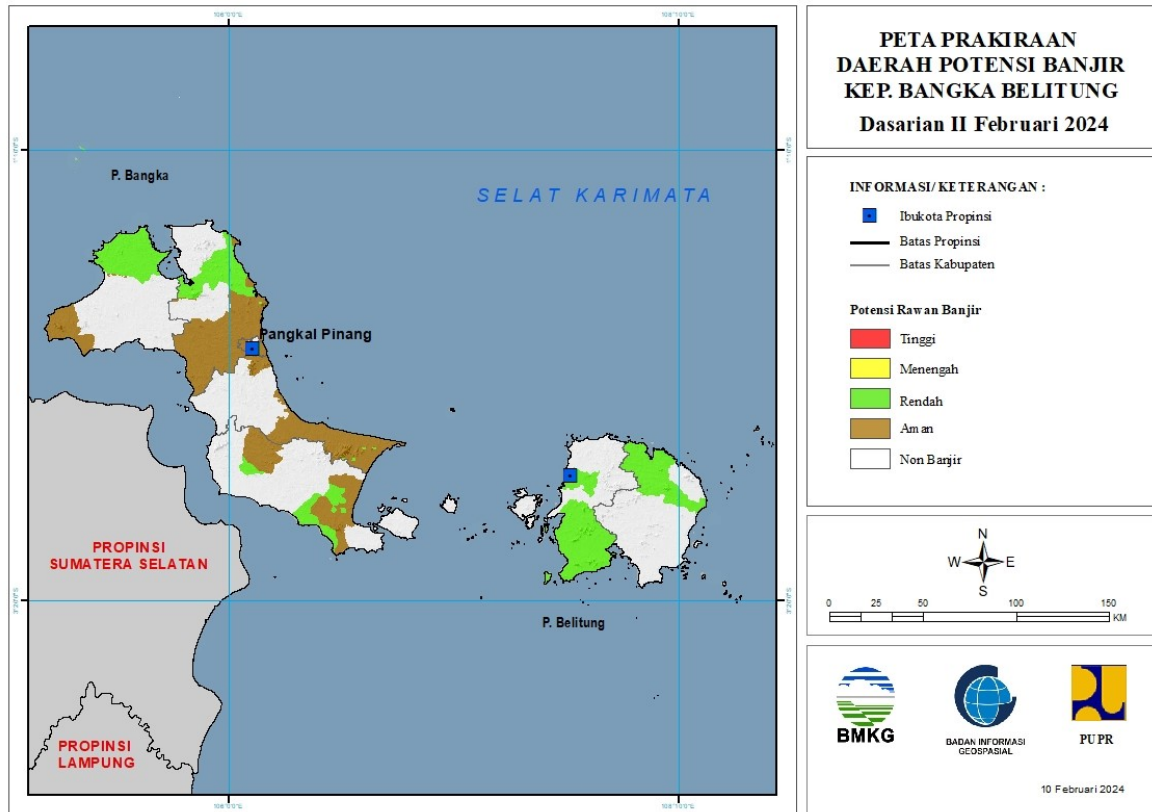 PETA PRAKIRAAN
DAERAH POTENSI BANJIR
KEP. BANGKA BELITUNG
Dasarian II Februari 2024
P. Bangka
SELAT KARIMATA
Pangkal Pinang
PROPINSI
SUMATERA SELATAN
P. Belitung
PROPINSI
LAMPUNG
INFORMASI/ KETERANGAN :
Ibukota Propinsi
Batas Propinsi
Batas Kabupaten
Potensi Rawan Banjir
Tinggi
Menengah
Rendah
Aman
Non Banjir
N
W E
S
0 25 50 100 150
KM
BMKG
BADAN INFORMASI
GEOSPASIAL
PUPR
10 Februari 2024